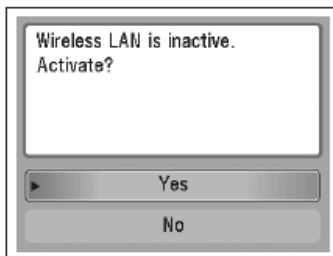 Wireless LAN is inactive.
Activate?
Yes
No